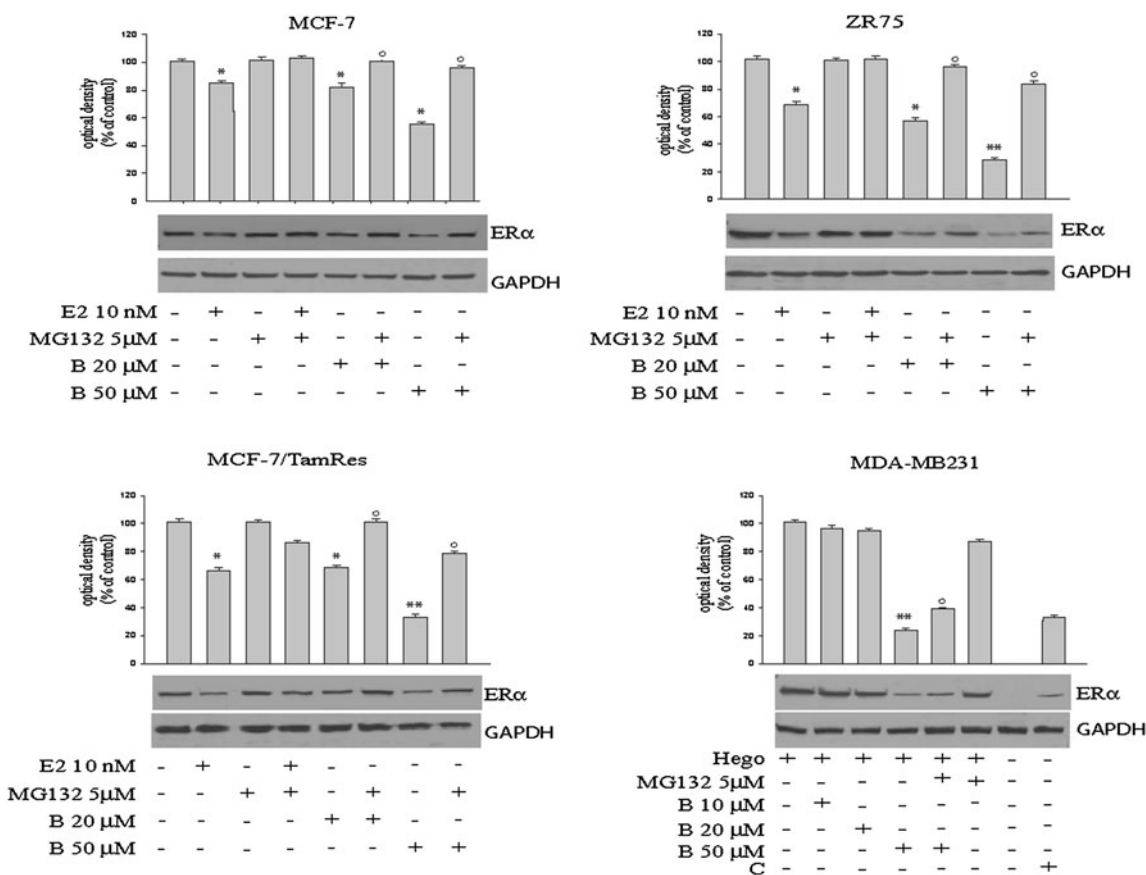 MCF-7
optical density
(% of control)
120
100
80
60
40
20
0
*
*
o
*
o
ERα
GAPDH
E2 10 nM - + - + - - - -
MG132 5µM - - + + - + - +
B 20 µM - - - - + + - -
B 50 µM - - - - - - + +
ZR75
optical density
(% of control)
120
100
80
60
40
20
0
*
*
o
**
o
ERα
GAPDH
E2 10 nM - + - + - - - -
MG132 5µM - - + + - + - +
B 20 µM - - - - + + - -
B 50 µM - - - - - - + +
MCF-7/TamRes
optical density
(% of control)
120
100
80
60
40
20
0
*
*
o
**
o
ERα
GAPDH
E2 10 nM - + - + - - - -
MG132 5µM - - + + - + - +
B 20 µM - - - - + + - -
B 50 µM - - - - - - + +
MDA-MB231
optical density
(% of control)
120
100
80
60
40
20
0
**
o
ERα
GAPDH
Hego + + + + + + - -
MG132 5µM - - - - + + - -
B 10 µM - + - - - - - -
B 20 µM - - + - - - - -
B 50 µM - - - + + - - -
C +